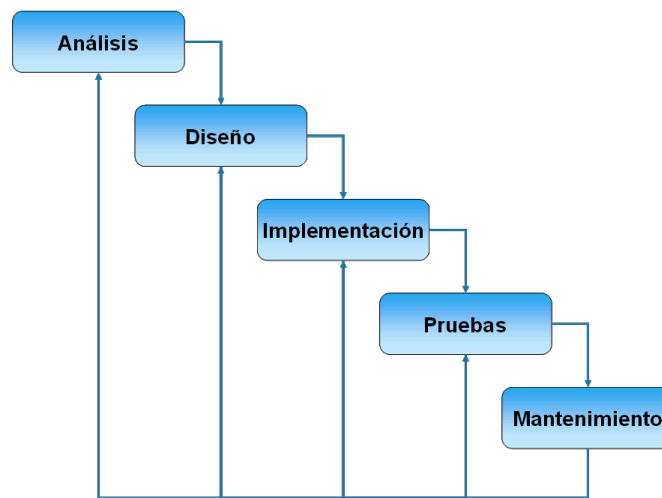 Análisis
Diseño
Implementación
Pruebas
Mantenimiento